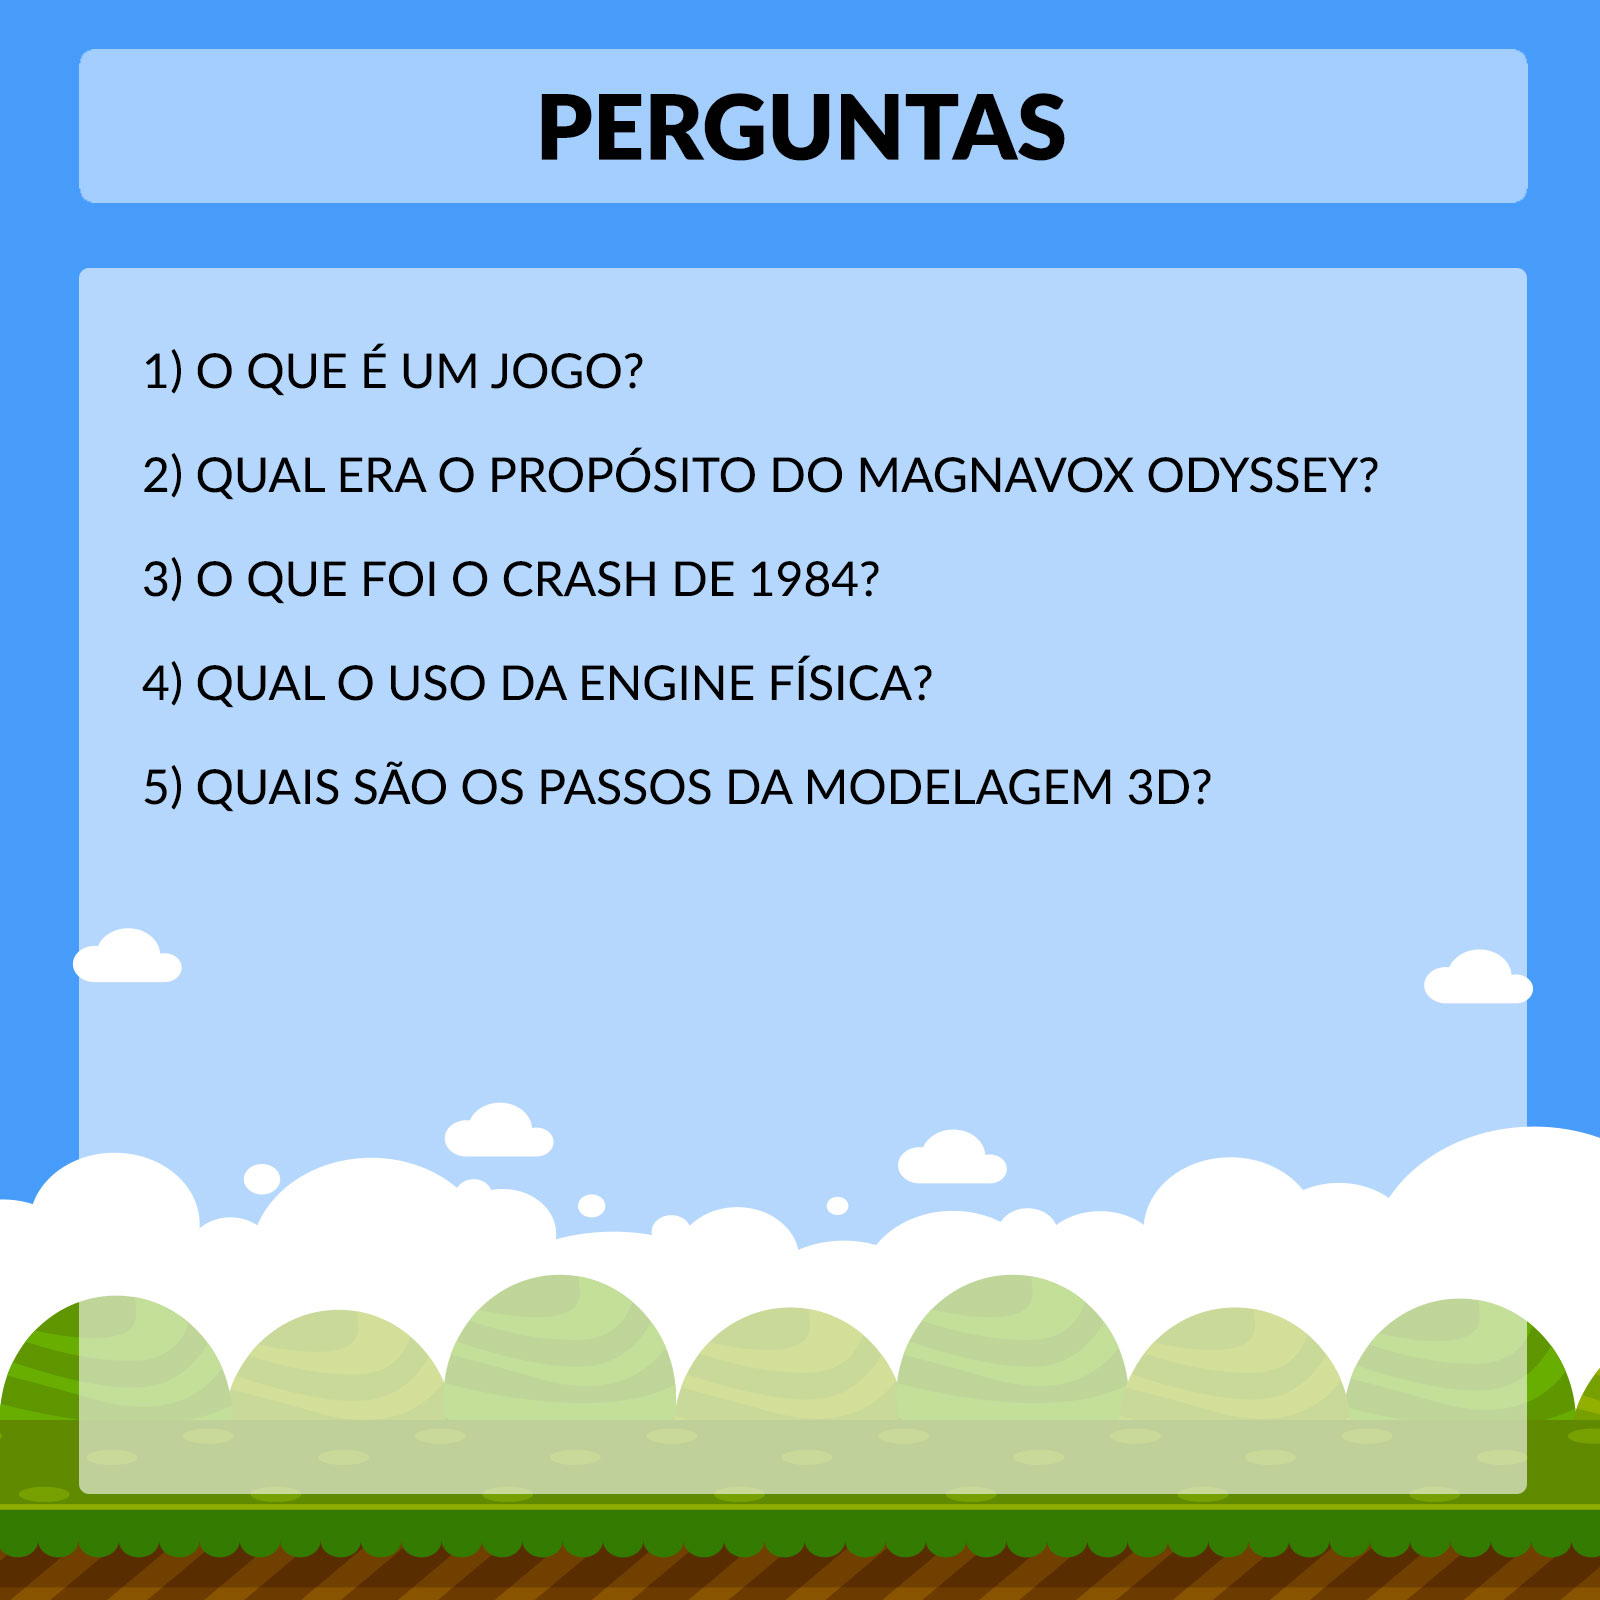 PERGUNTAS
1) O QUE É UM JOGO?
2) QUAL ERA O PROPÓSITO DO MAGNAVOX ODYSSEY?
3) O QUE FOI O CRASH DE 1984?
4) QUAL O USO DA ENGINE FÍSICA?
5) QUAIS SÃO OS PASSOS DA MODELAGEM 3D?